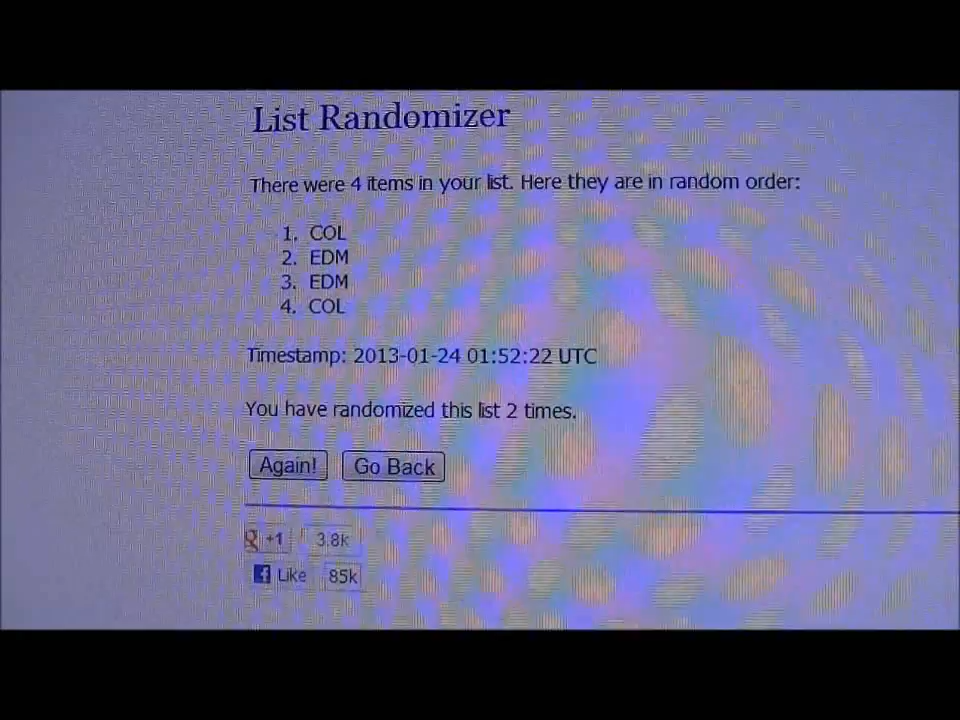 List Randomizer
There were 4 items in your list. Here they are in random order:
1. COL
2. EDM
3. EDM
4. COL
Timestamp: 2013-01-24 01:52:22 UTC
You have randomized this list 2 times.
Again! Go Back
g +1 3.8k
f Like 85k